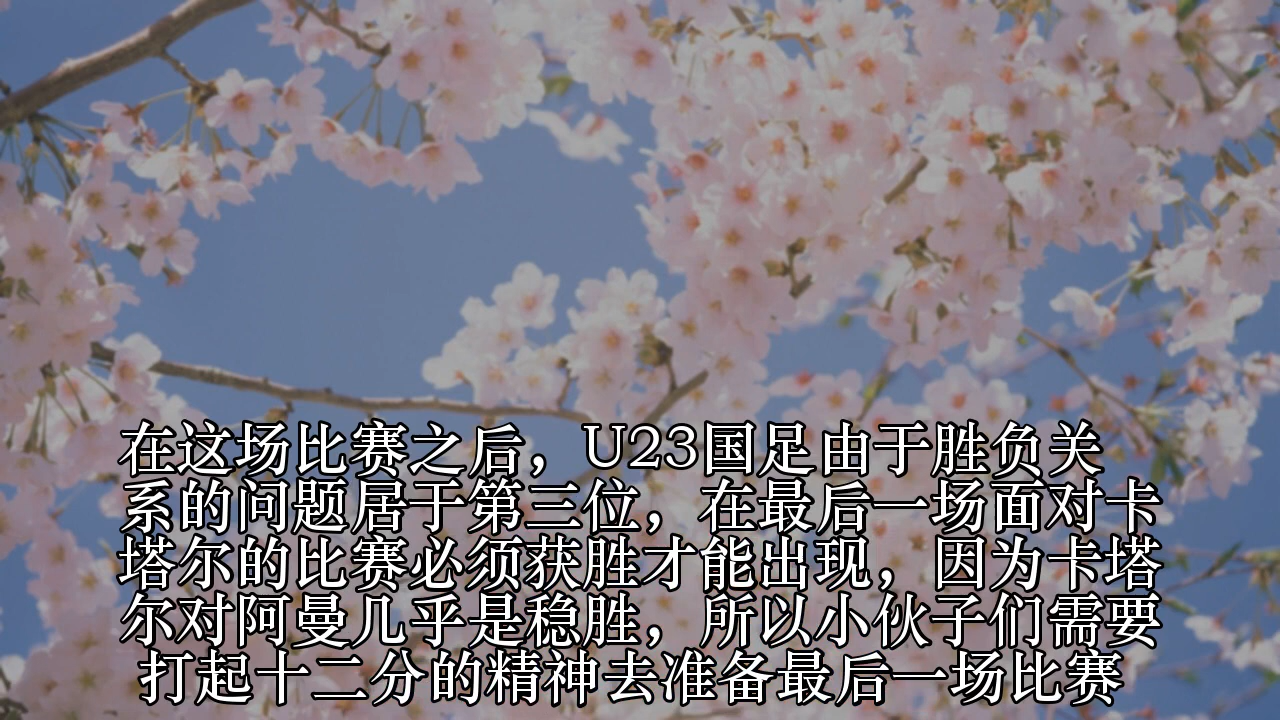 在这场比赛之后，U23国足由于胜负关
系的问题居于第三位，在最后一场面对卡
塔尔的比赛必须获胜才能出现，因为卡塔
尔对阿曼几乎是稳胜，所以小伙子们需要
打起十二分的精神去准备最后一场比赛